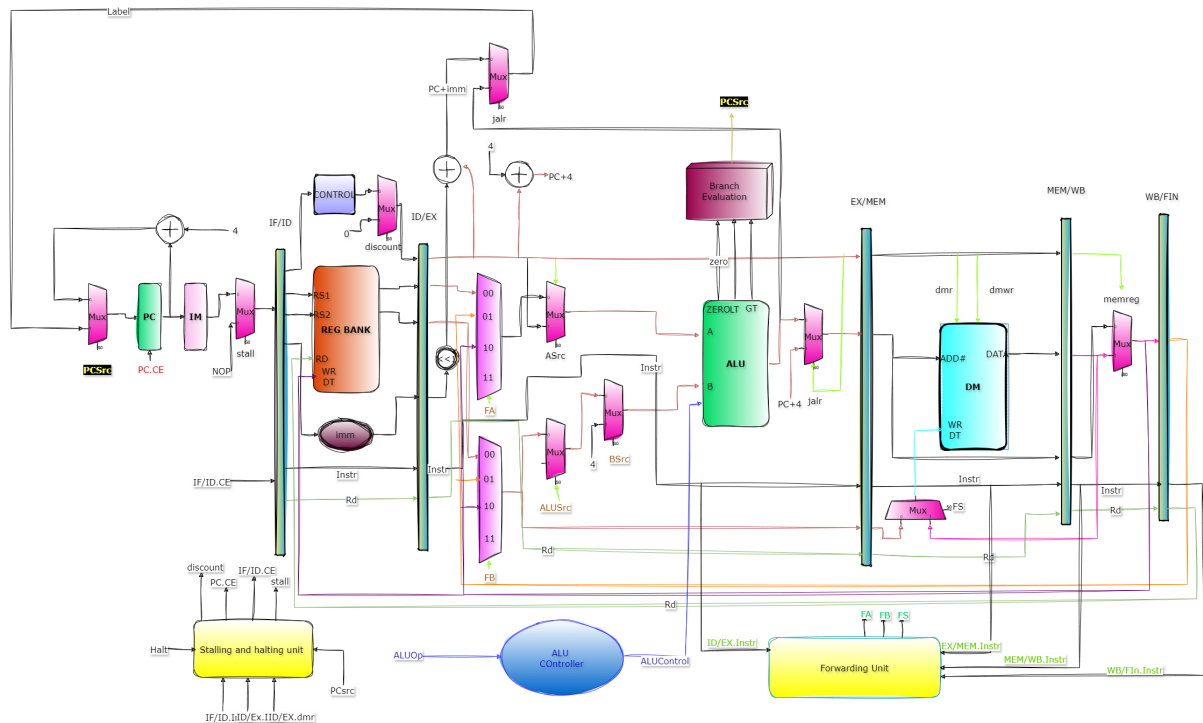 Label
Mux
PC+imm
jalr
PCSrc
4
PC+4
Branch
Evaluation
CONTROL
Mux
0
discount
IF/ID
ID/EX
EX/MEM
MEM/WB
WB/FIN
4
zero
dmr
dmwr
memreg
Mux
PC
IM
Mux
stall
NOP
PCSrc
PC.CE
RS1
RS2
REG BANK
RD
WR
DT
imm
<<1
00
01
10
11
FA
Mux
ASrc
ZERO
LT
GT
A
ALU
B
Mux
PC+4
jalr
ADD#
DATA
DM
WR
DT
Mux
Instr
Mux
4
BSrc
00
01
10
11
FB
Mux
ALUSrc
IF/ID.CE
Instr
Instr
Rd
Rd
Instr
Mux
FS
Instr
Rd
Rd
Rd
discount
PC.CE
IF/ID.CE
stall
Halt
Stalling and halting unit
PCsrc
ID/EX.dmr
ALUOp
ALU
COntroller
ALUControl
FA
FB
FS
ID/EX.Instr
Forwarding Unit
EX/MEM.Instr
MEM/WB.Instr
WB/FIn.Instr